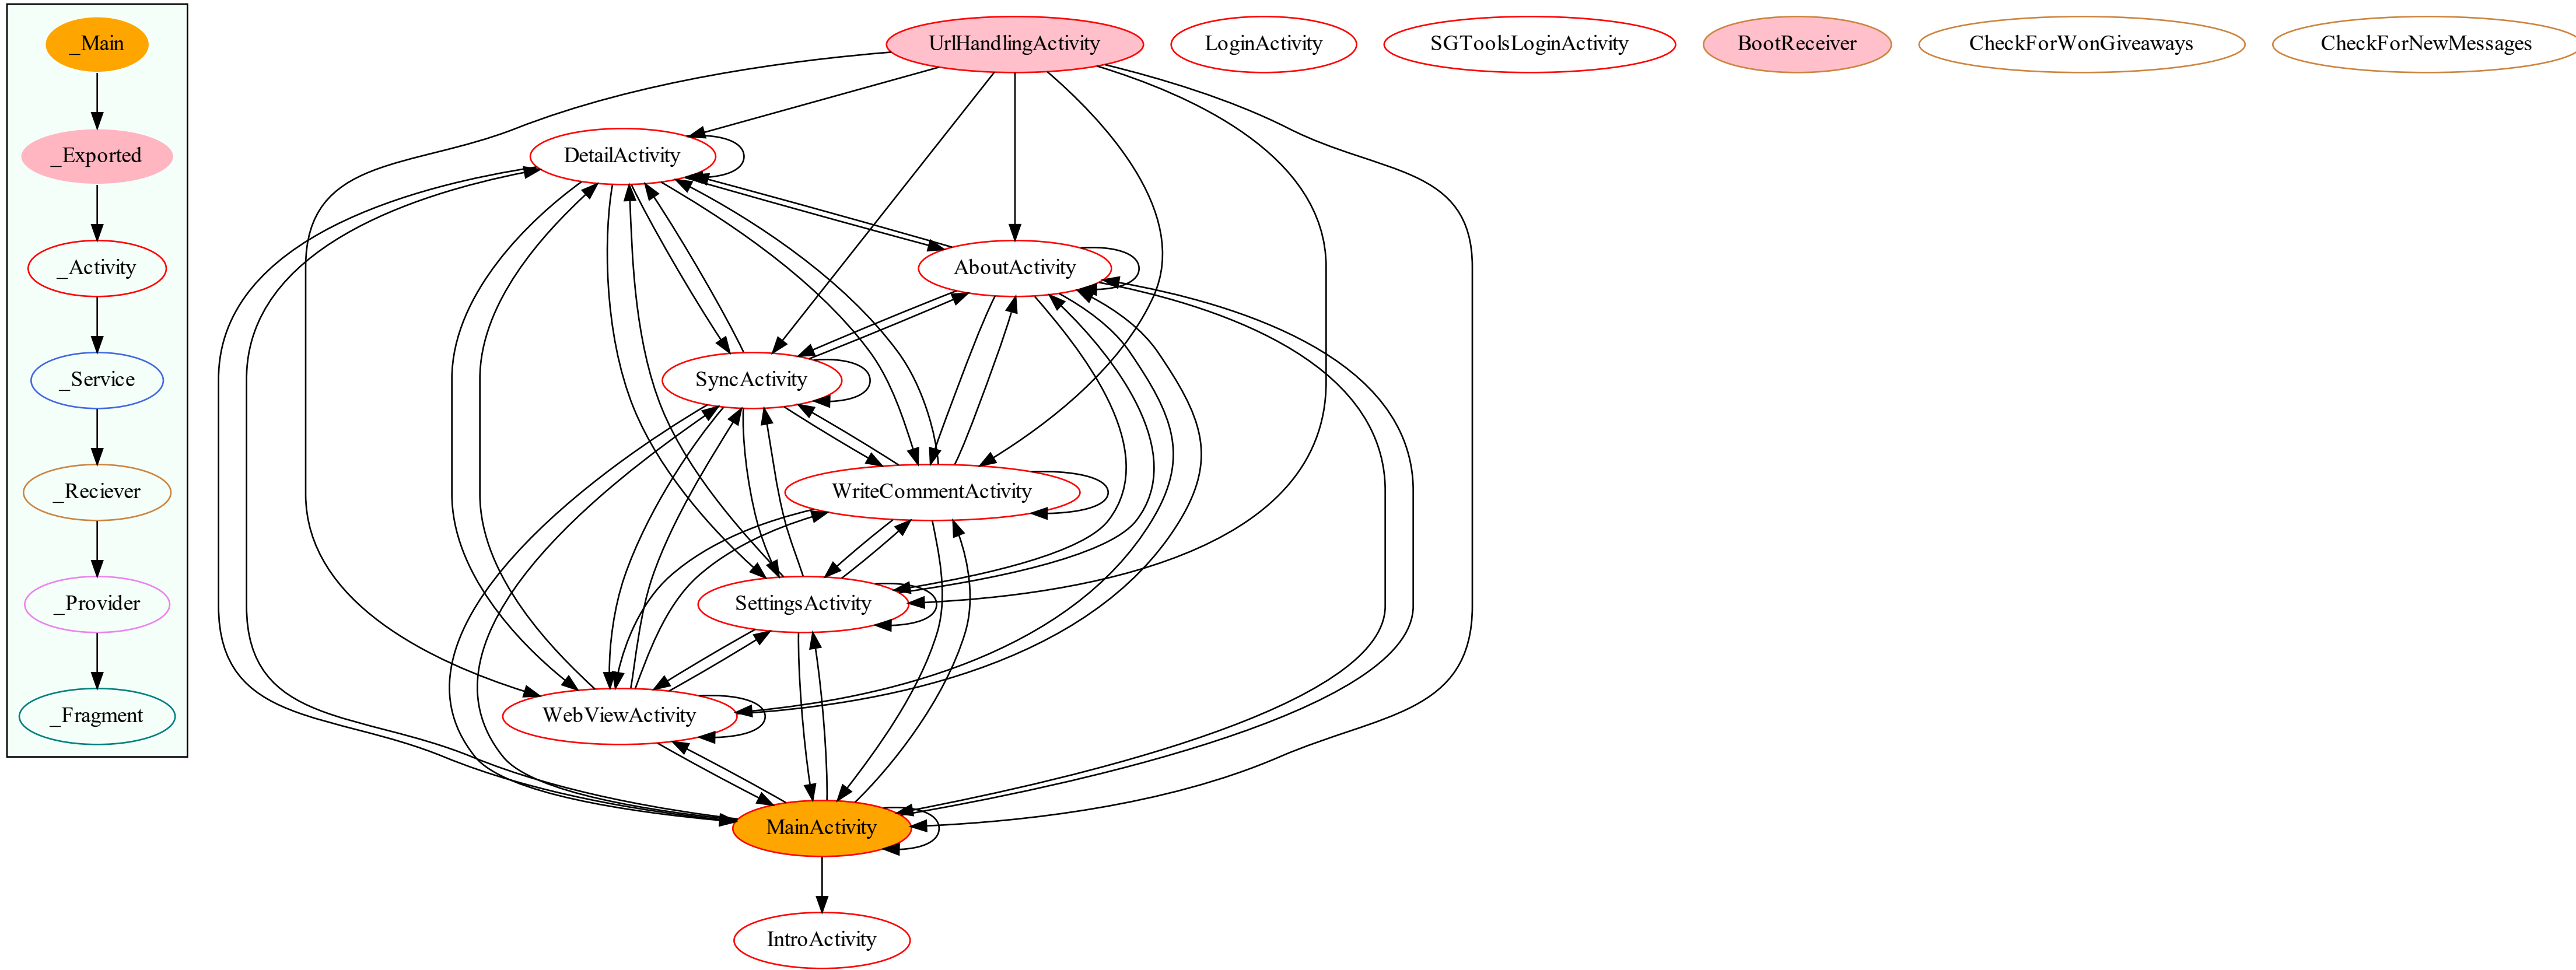 _Main
_Exported
_Activity
_Service
_Reciever
_Provider
_Fragment
UrlHandlingActivity
LoginActivity
SGToolsLoginActivity
BootReceiver
CheckForWonGiveaways
CheckForNewMessages
DetailActivity
AboutActivity
SyncActivity
WriteCommentActivity
SettingsActivity
WebViewActivity
MainActivity
IntroActivity